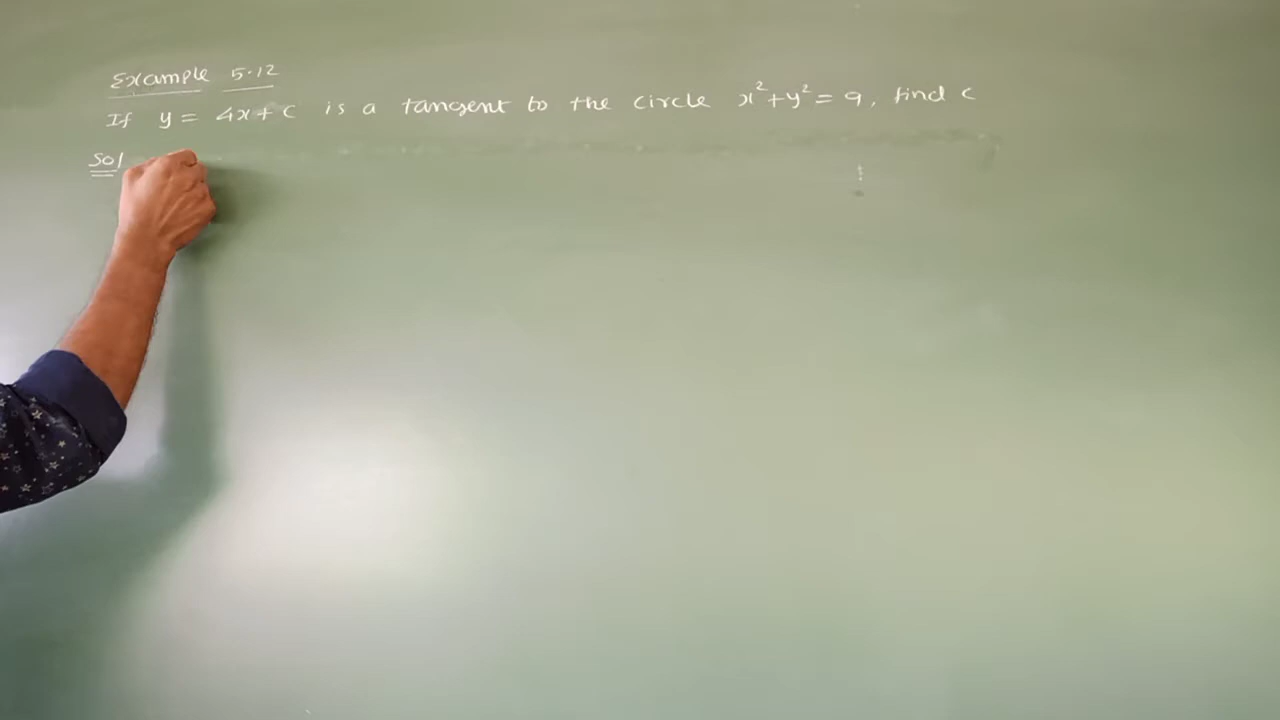 Example 5.12
If y = 4x+c is a tangent to the circle x²+y² = 9, find c
Sol